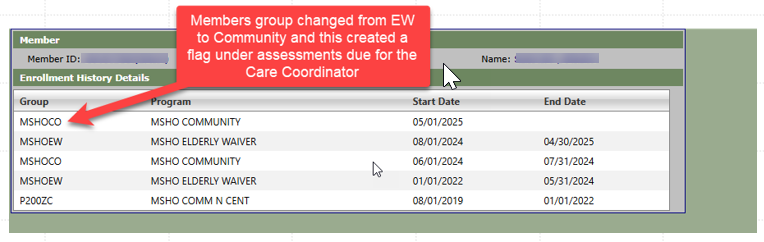 Members group changed from EW
to Community and this created a
flag under assessments due for the
Care Coordinator
Member
Member ID: Name:
Enrollment History Details
Group Program Start Date End Date
MSHOCO MSHO COMMUNITY 05/01/2025
MSHOEW MSHO ELDERLY WAIVER 08/01/2024 04/30/2025
MSHOCO MSHO COMMUNITY 06/01/2024 07/31/2024
MSHOEW MSHO ELDERLY WAIVER 01/01/2022 05/31/2024
P200ZC MSHO COMM N CENT 08/01/2019 01/01/2022